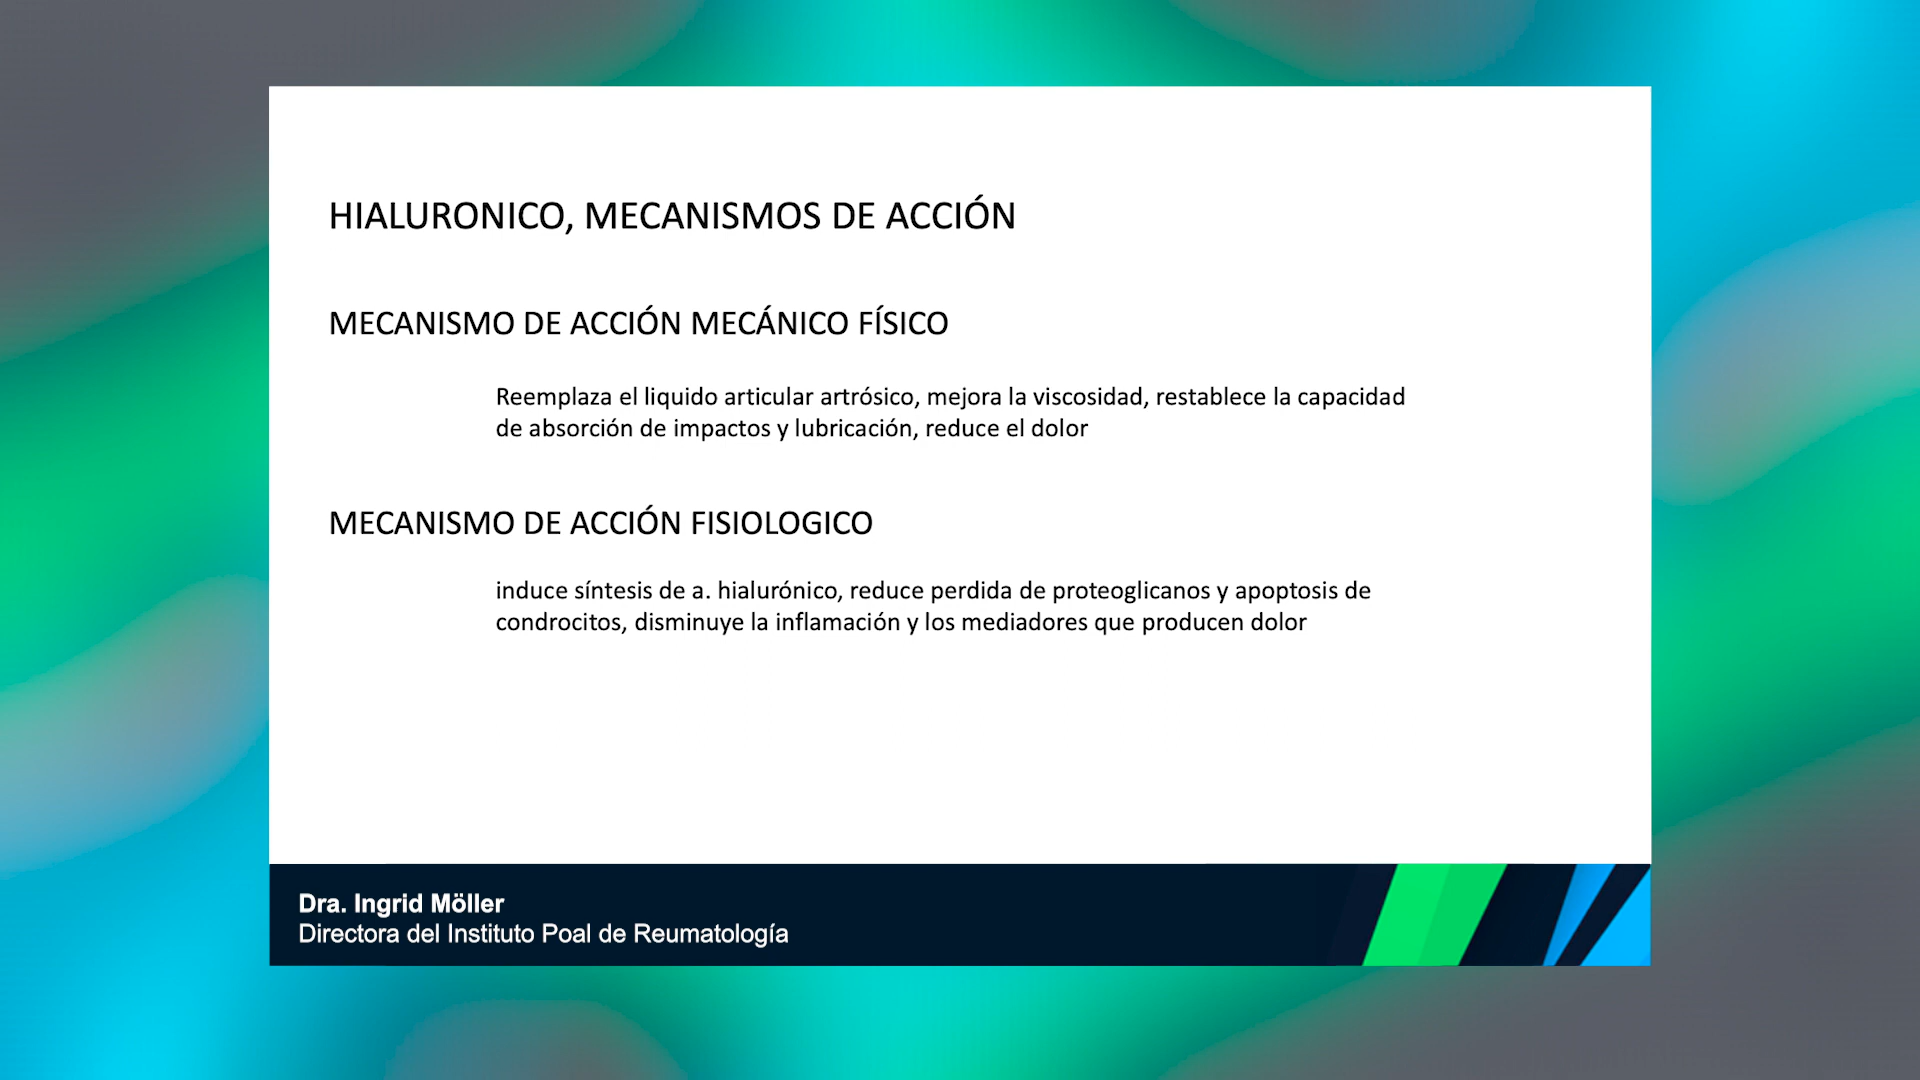 HIALURONICO, MECANISMOS DE ACCIÓN
MECANISMO DE ACCIÓN MECÁNICO FÍSICO
Reemplaza el liquido articular artrósico, mejora la viscosidad, restablece la capacidad
de absorción de impactos y lubricación, reduce el dolor
MECANISMO DE ACCIÓN FISIOLOGICO
induce síntesis de a. hialurónico, reduce perdida de proteoglicanos y apoptosis de
condrocitos, disminuye la inflamación y los mediadores que producen dolor
Dra. Ingrid Möller
Directora del Instituto Poal de Reumatología